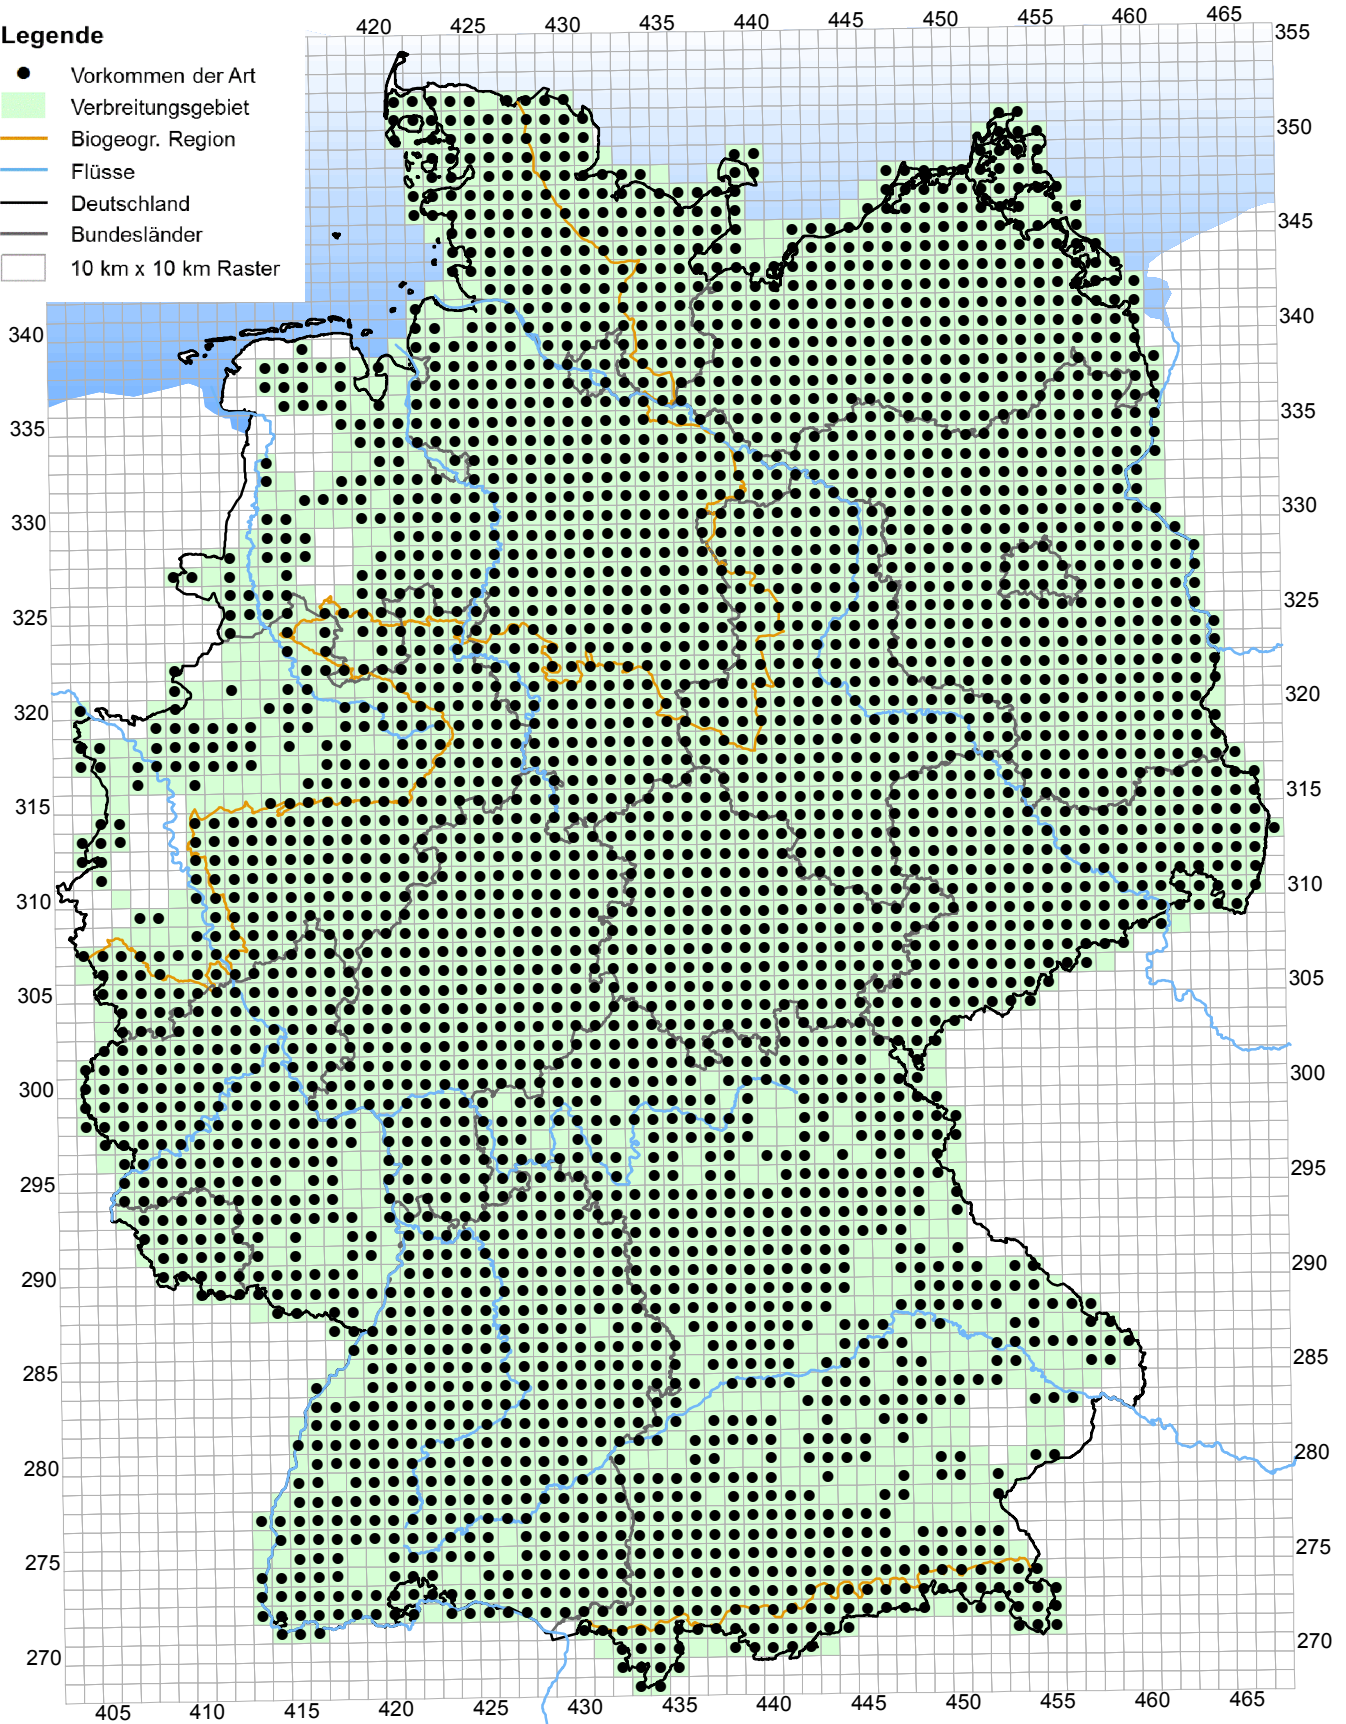 420 425 430 435 440 445 450 455 460 465
355
Legende
Vorkommen der Art
Verbreitungsgebiet
Biogeogr. Region
Flüsse
Deutschland
Bundesländer
10 km x 10 km Raster
350
345
340 340
335 335
330 330
325 325
320 320
315 315
310 310
305 305
300 300
295 295
290 290
285 285
280 280
275 275
270 270
405 410 415 420 425 430 435 440 445 450 455 460 465